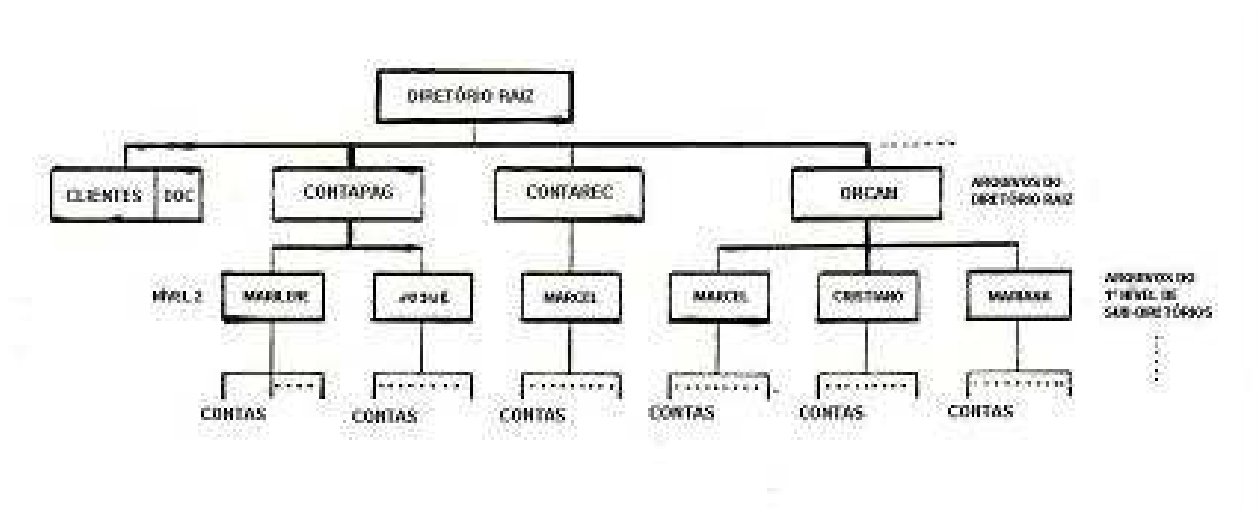 DIRETÓRIO RAIZ
CLIENTES DOC
CONTAPAG
CONTAREC
ORCAM
ARQUIVOS DO
DIRETÓRIO RAIZ
NÍVEL 2
MARLENE
JOSUÉ
MARCEL
MARCEL
CRISTIANO
MARIANA
ARQUIVOS DO
1º NÍVEL DE
SUB-DIRETÓRIOS
CONTAS
CONTAS
CONTAS
CONTAS
CONTAS
CONTAS